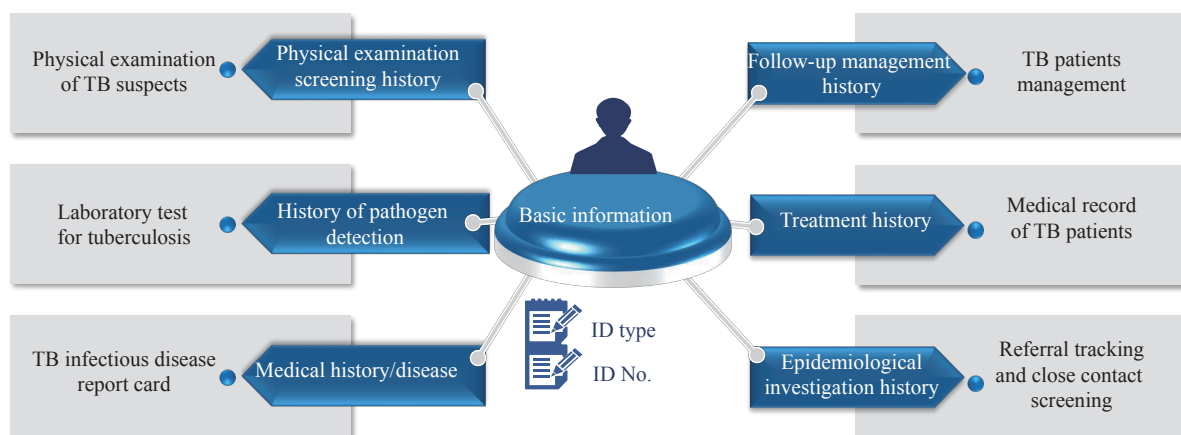 Physical examination
of TB suspects
Physical examination
screening history
Follow-up management
history
TB patients
management
Laboratory test
for tuberculosis
History of pathogen
detection
Basic information
Treatment history
Medical record
of TB patients
TB infectious disease
report card
Medical history/disease
ID type
ID No.
Epidemiological
investigation history
Referral tracking
and close contact
screening